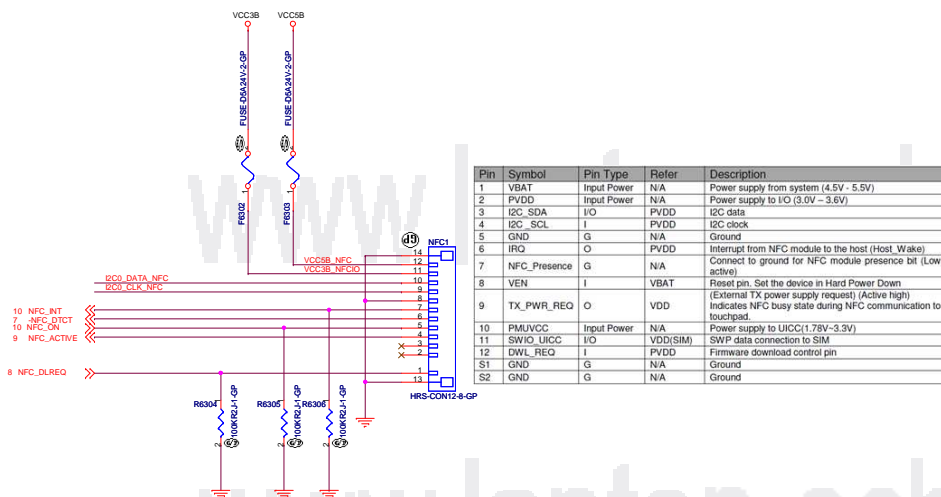 VCC3B VCC5B
FUSE-D5A24V-2-GP
FUSE-D5A24V-2-GP
F6302
F6303
GP
NFC1
14
VCC5B_NFC 12
VCC3B_NFCIO 11
I2C0_DATA_NFC 10
I2C0_CLK_NFC 9
8
10 NFC_INT 7
7 -NFC_DTCT 6
10 NFC_ON 5
9 NFC_ACTIVE 4
3
2
8 NFC_DLREQ 1
13
HRS-CON12-8-GP
R6304 R6305 R6306
100KR2J-1-GP
100KR2J-1-GP
100KR2J-1-GP
Pin Symbol Pin Type Refer Description
1 VBAT Input Power N/A Power supply from system (4.5V - 5.5V)
2 PVDD Input Power N/A Power supply to I/O (3.0V – 3.6V)
3 I2C_SDA I/O PVDD I2C data
4 I2C_SCL I PVDD I2C clock
5 GND G N/A Ground
6 IRQ O PVDD Interrupt from NFC module to the host (Host_Wake)
7 NFC_Presence G N/A Connect to ground for NFC module presence bit (Low
active)
8 VEN I VBAT Reset pin. Set the device in Hard Power Down
9 TX_PWR_REQ O VDD (External TX power supply request) (Active high)
Indicates NFC busy state during NFC communication to
touchpad.
10 PMUVCC Input Power N/A Power supply to UICC(1.78V~3.3V)
11 SWIO_UICC I/O VDD(SIM) SWP data connection to SIM
12 DWL_REQ I PVDD Firmware download control pin
S1 GND G N/A Ground
S2 GND G N/A Ground